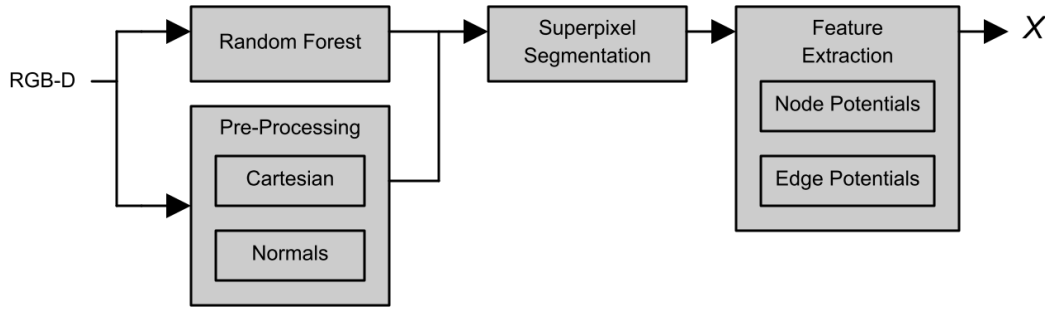 RGB-D
Random Forest
Pre-Processing
Cartesian
Normals
Superpixel
Segmentation
Feature
Extraction
Node Potentials
Edge Potentials
X